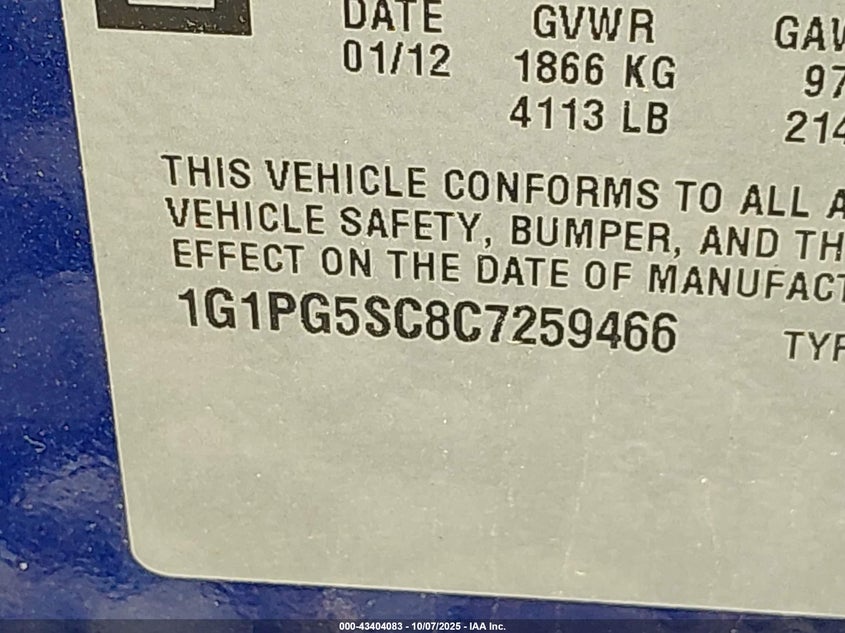 DATE GVWR GAW
01/12 1866 KG 97
4113 LB 214
THIS VEHICLE CONFORMS TO ALL A
VEHICLE SAFETY, BUMPER, AND TH
EFFECT ON THE DATE OF MANUFACT
1G1PG5SC8C7259466 TYP
000-43404083 - 10/07/2025 - IAA Inc.